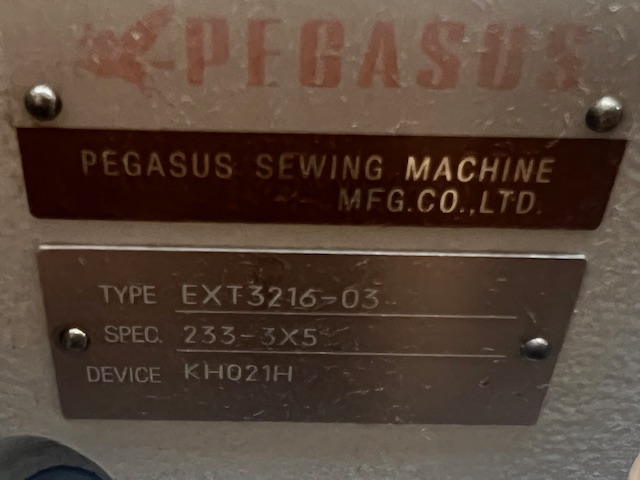 PEGASUS
PEGASUS SEWING MACHINE
MFG.CO.,LTD.
TYPE EXT3216-03
SPEC. 233-3X5
DEVICE KH021H